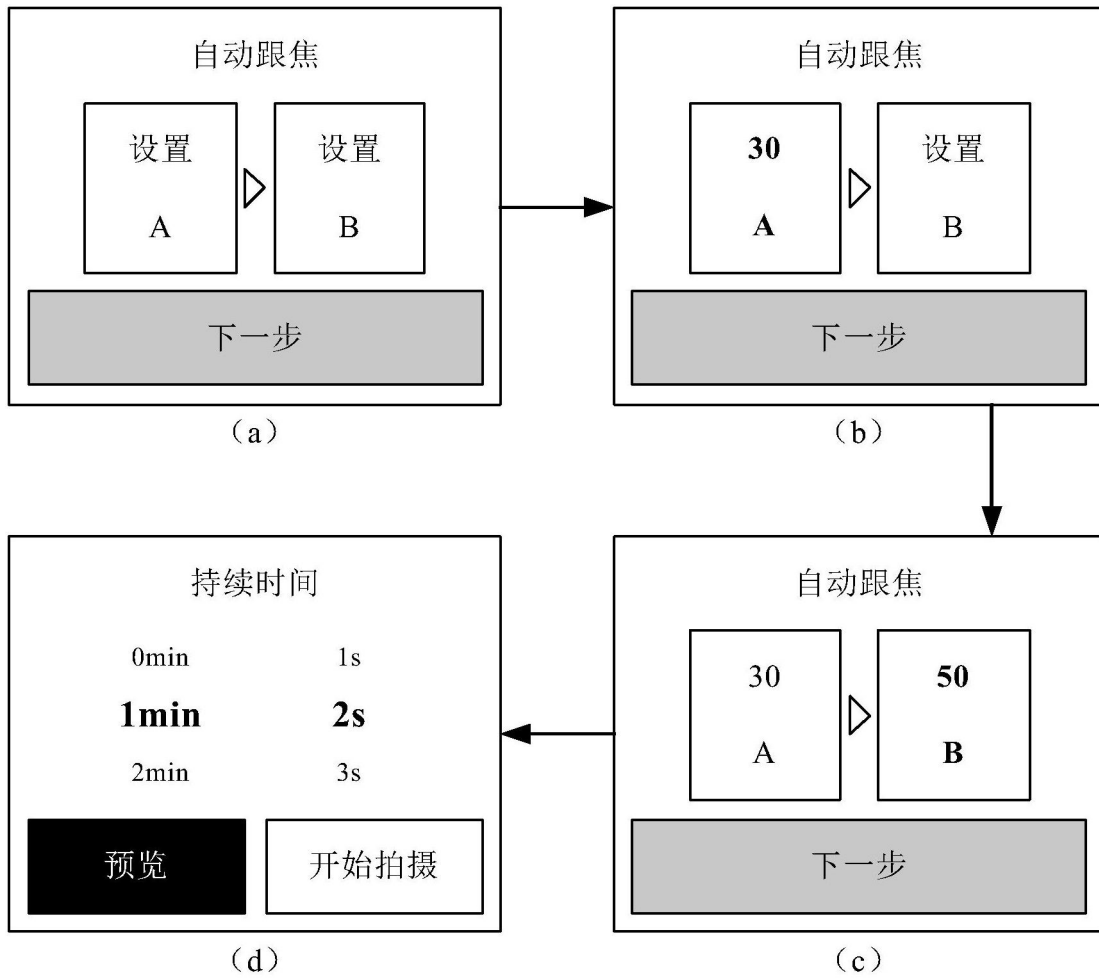 自动跟焦
设置 设置
A B
下一步
(a)
自动跟焦
30 设置
A B
下一步
(b)
持续时间
0min 1s
1min 2s
2min 3s
预览 开始拍摄
(d)
自动跟焦
30 50
A B
下一步
(c)